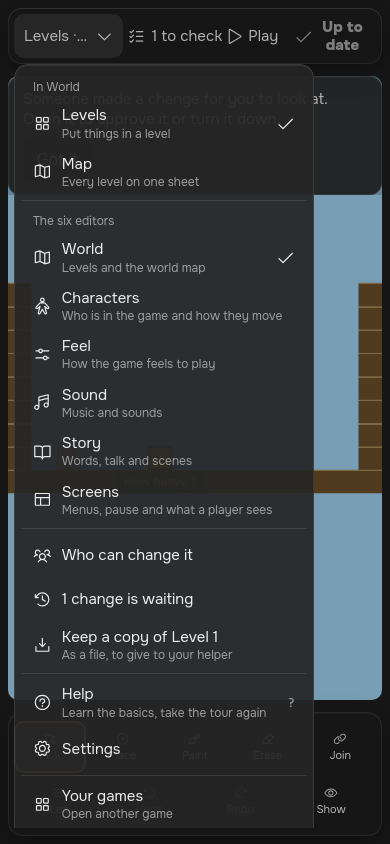 Levels ·...
1 to check
Play
Up to date
In World
Someone made a change for you to look at.
Levels
Put things in a level
Map
Every level on one sheet
The six editors
World
Levels and the world map
Characters
Who is in the game and how they move
Feel
How the game feels to play
Sound
Music and sounds
Story
Words, talk and scenes
Screens
Menus, pause and what a player sees
Who can change it
1 change is waiting
Keep a copy of Level 1
As a file, to give to your helper
Help
Learn the basics, take the tour again
?
Paint
Erase
Join
Settings
Show
Your games
Open another game